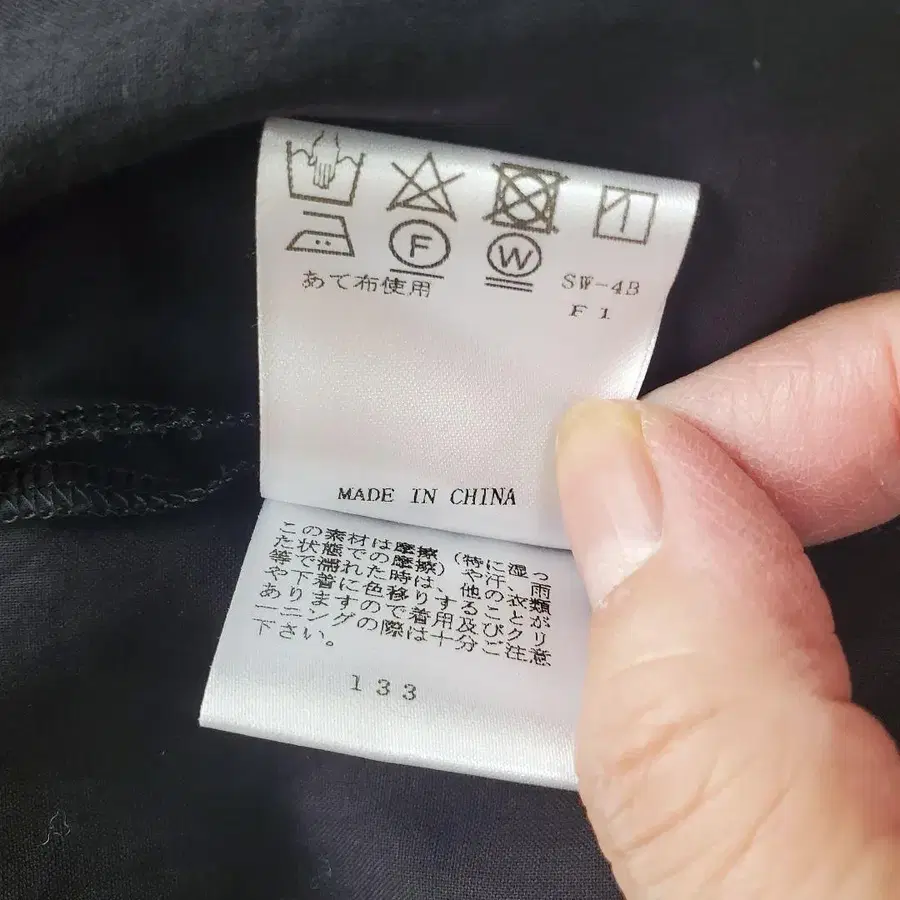 F
W
あて布使用
SW-4B
F1
MADE IN CHINA
この素材は摩擦（特に湿っ
た状態での摩擦）や汗、雨
等で濡れた時は、他の衣類
や下着に色移りすることが
ありますので着用及びクリ
ーニングの際は十分ご注意
下さい。
133